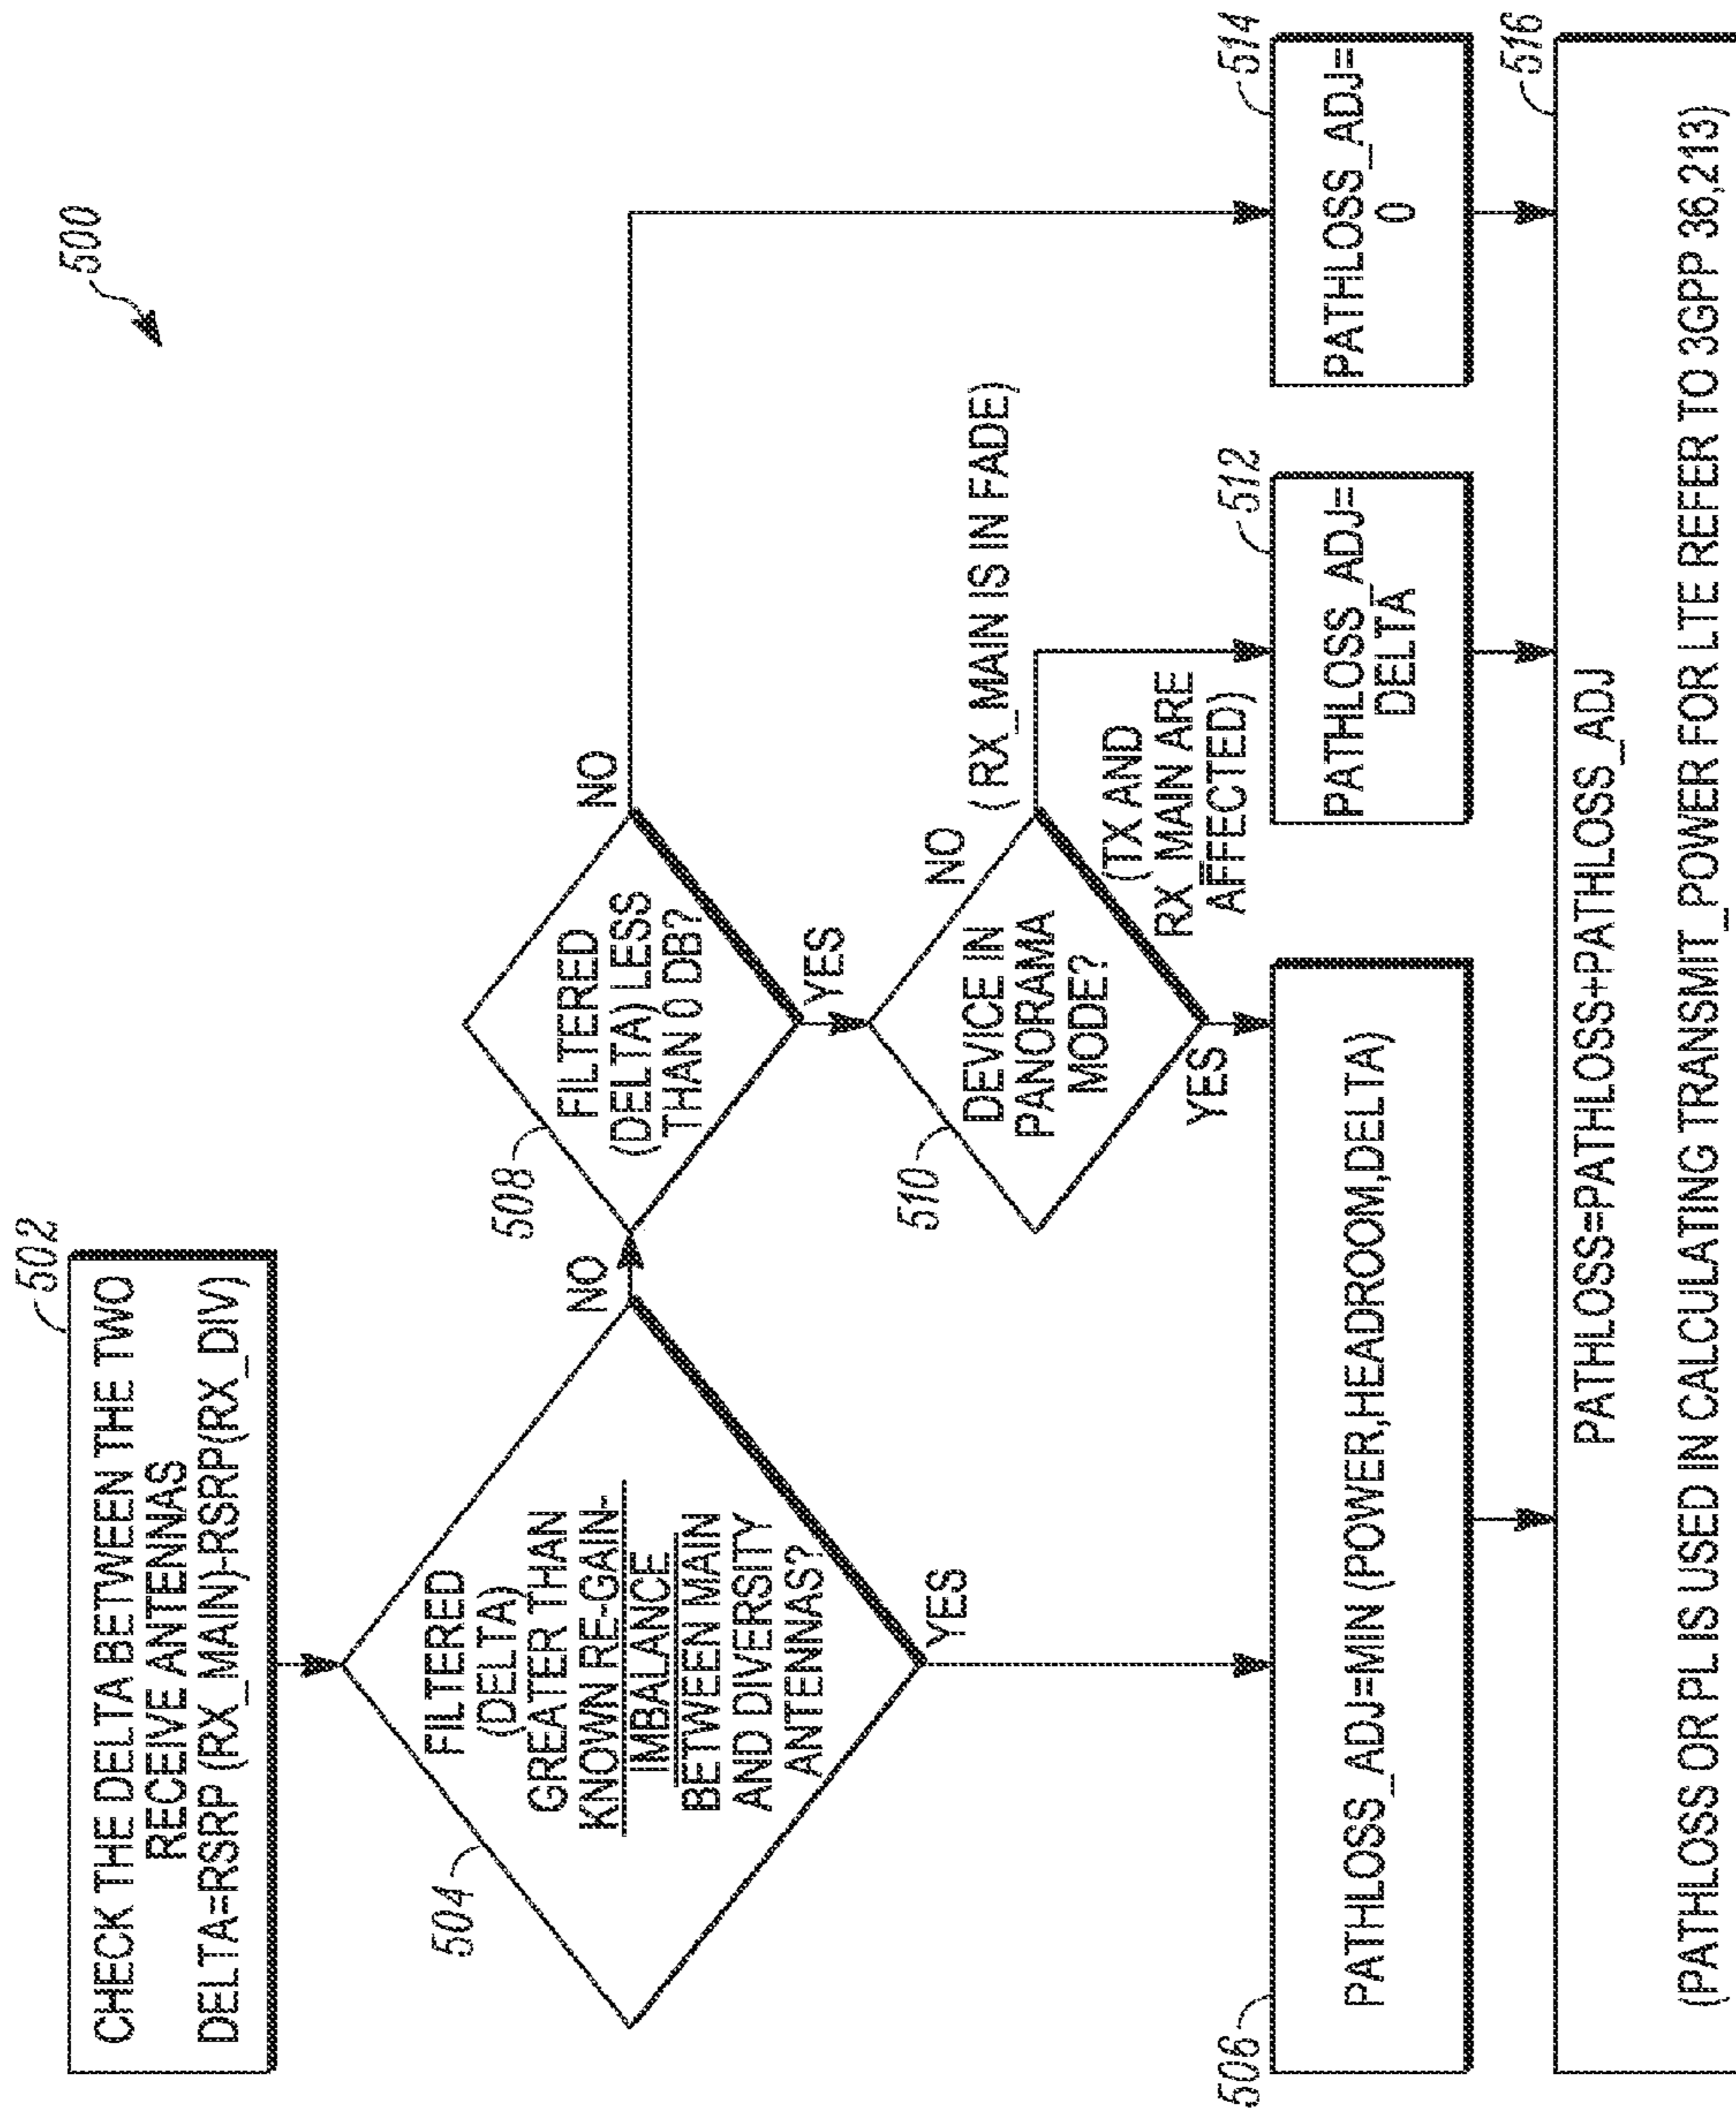 500
502
CHECK THE DELTA BETWEEN THE TWO
RECEIVE ANTENNAS
DELTA=RSRP (RX_MAIN)-RSRP(RX_DIV)
504
FILTERED
(DELTA)
GREATER THAN
KNOWN RE-GAIN-
IMBALANCE
BETWEEN MAIN
AND DIVERSITY
ANTENNAS?
NO
YES
508
FILTERED
(DELTA) LESS
THAN 0 DB?
NO
YES
510
DEVICE IN
PANORAMA
MODE?
NO
(RX_MAIN IS IN FADE)
YES
(TX AND
RX MAIN ARE
AFFECTED)
506
PATHLOSS_ADJ=MIN (POWER,HEADROOM,DELTA)
512
PATHLOSS_ADJ=
DELTA
514
PATHLOSS_ADJ=
0
516
PATHLOSS=PATHLOSS+PATHLOSS_ADJ
(PATHLOSS OR PL IS USED IN CALCULATING TRANSMIT_POWER FOR LTE REFER TO 3GPP 36,213)